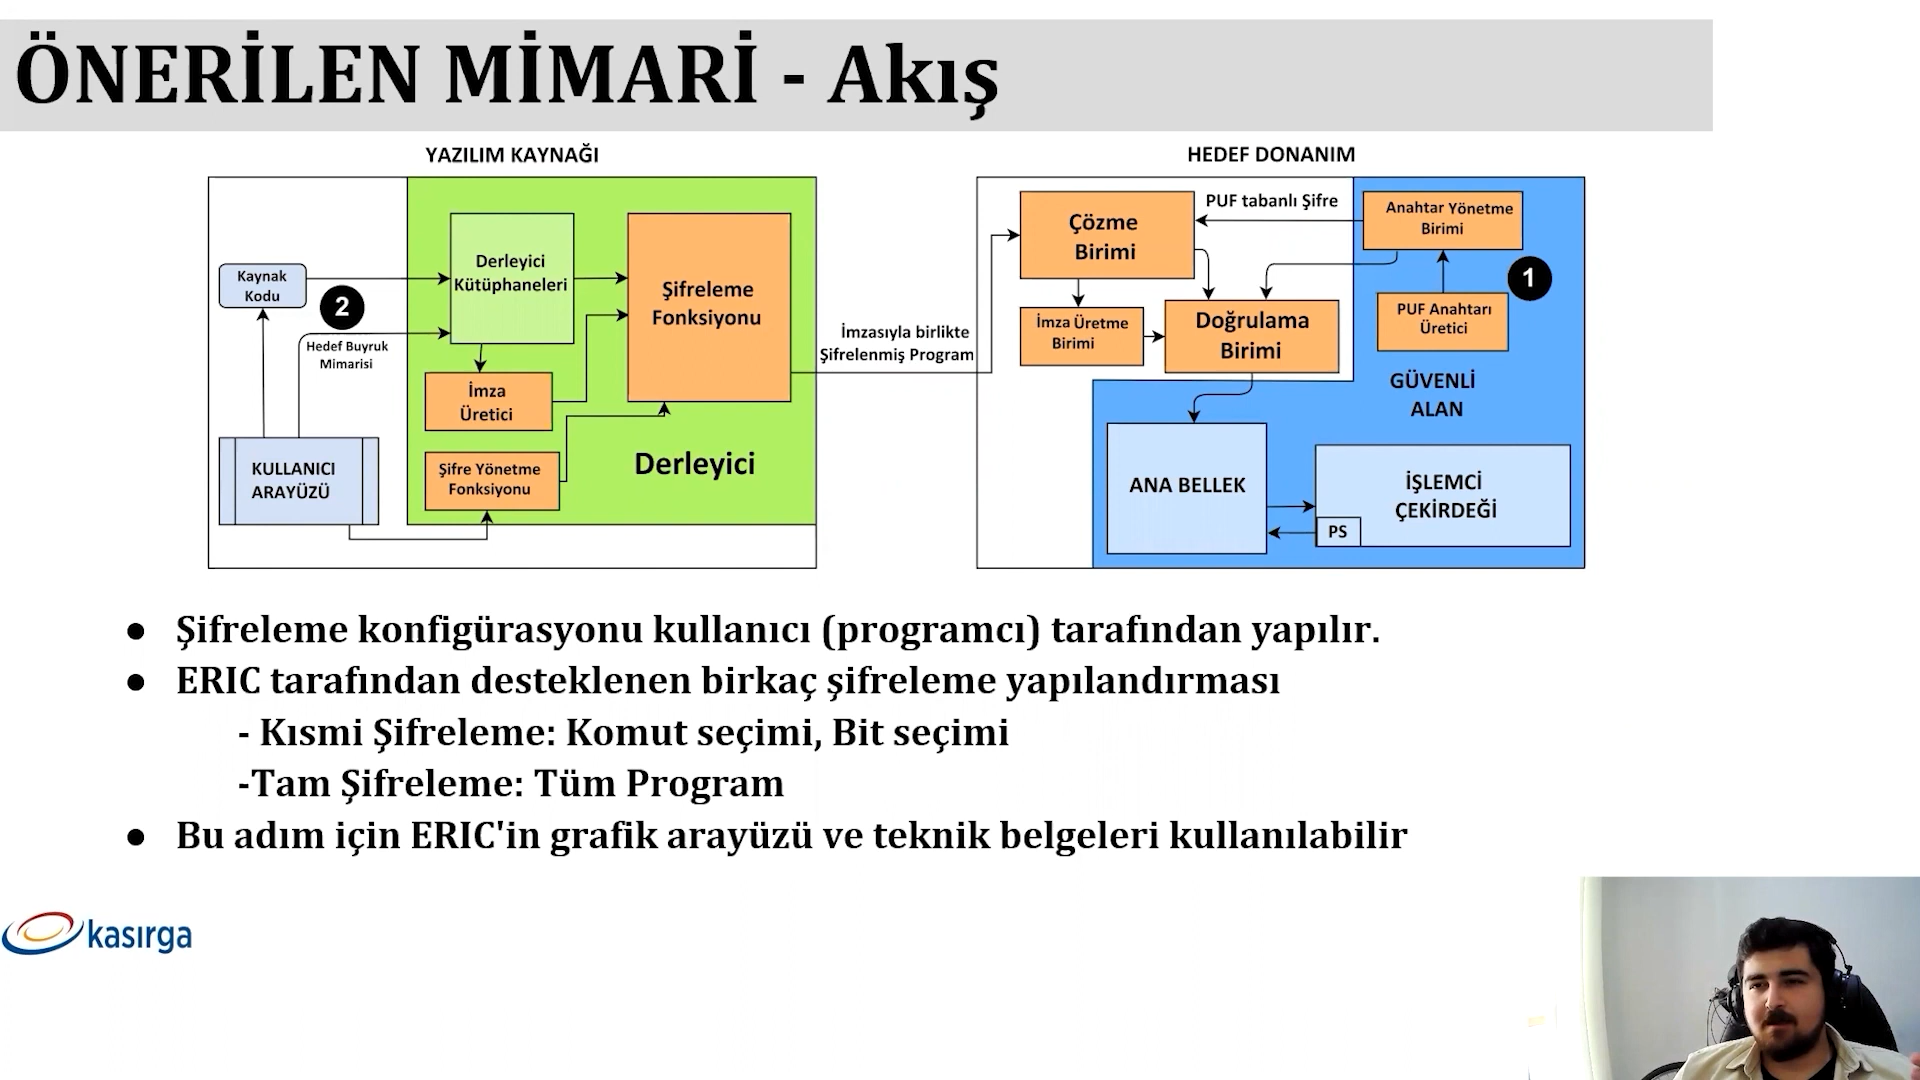 ÖNERİLEN MİMARİ - Akış
YAZILIM KAYNAĞI
Kaynak
Kodu
2
Hedef Buyruk
Mimarisi
KULLANICI
ARAYÜZÜ
Derleyici
Kütüphaneleri
İmza
Üretici
Şifre Yönetme
Fonksiyonu
Şifreleme
Fonksiyonu
Derleyici
İmzasıyla birlikte
Şifrelenmiş Program
HEDEF DONANIM
Çözme
Birimi
PUF tabanlı Şifre
Anahtar Yönetme
Birimi
1
İmza Üretme
Birimi
Doğrulama
Birimi
PUF Anahtarı
Üretici
GÜVENLİ
ALAN
ANA BELLEK
İŞLEMCİ
ÇEKİRDEĞİ
PS
● Şifreleme konfigürasyonu kullanıcı (programcı) tarafından yapılır.
● ERIC tarafından desteklenen birkaç şifreleme yapılandırması
- Kısmi Şifreleme: Komut seçimi, Bit seçimi
-Tam Şifreleme: Tüm Program
● Bu adım için ERIC'in grafik arayüzü ve teknik belgeleri kullanılabilir
kasırga